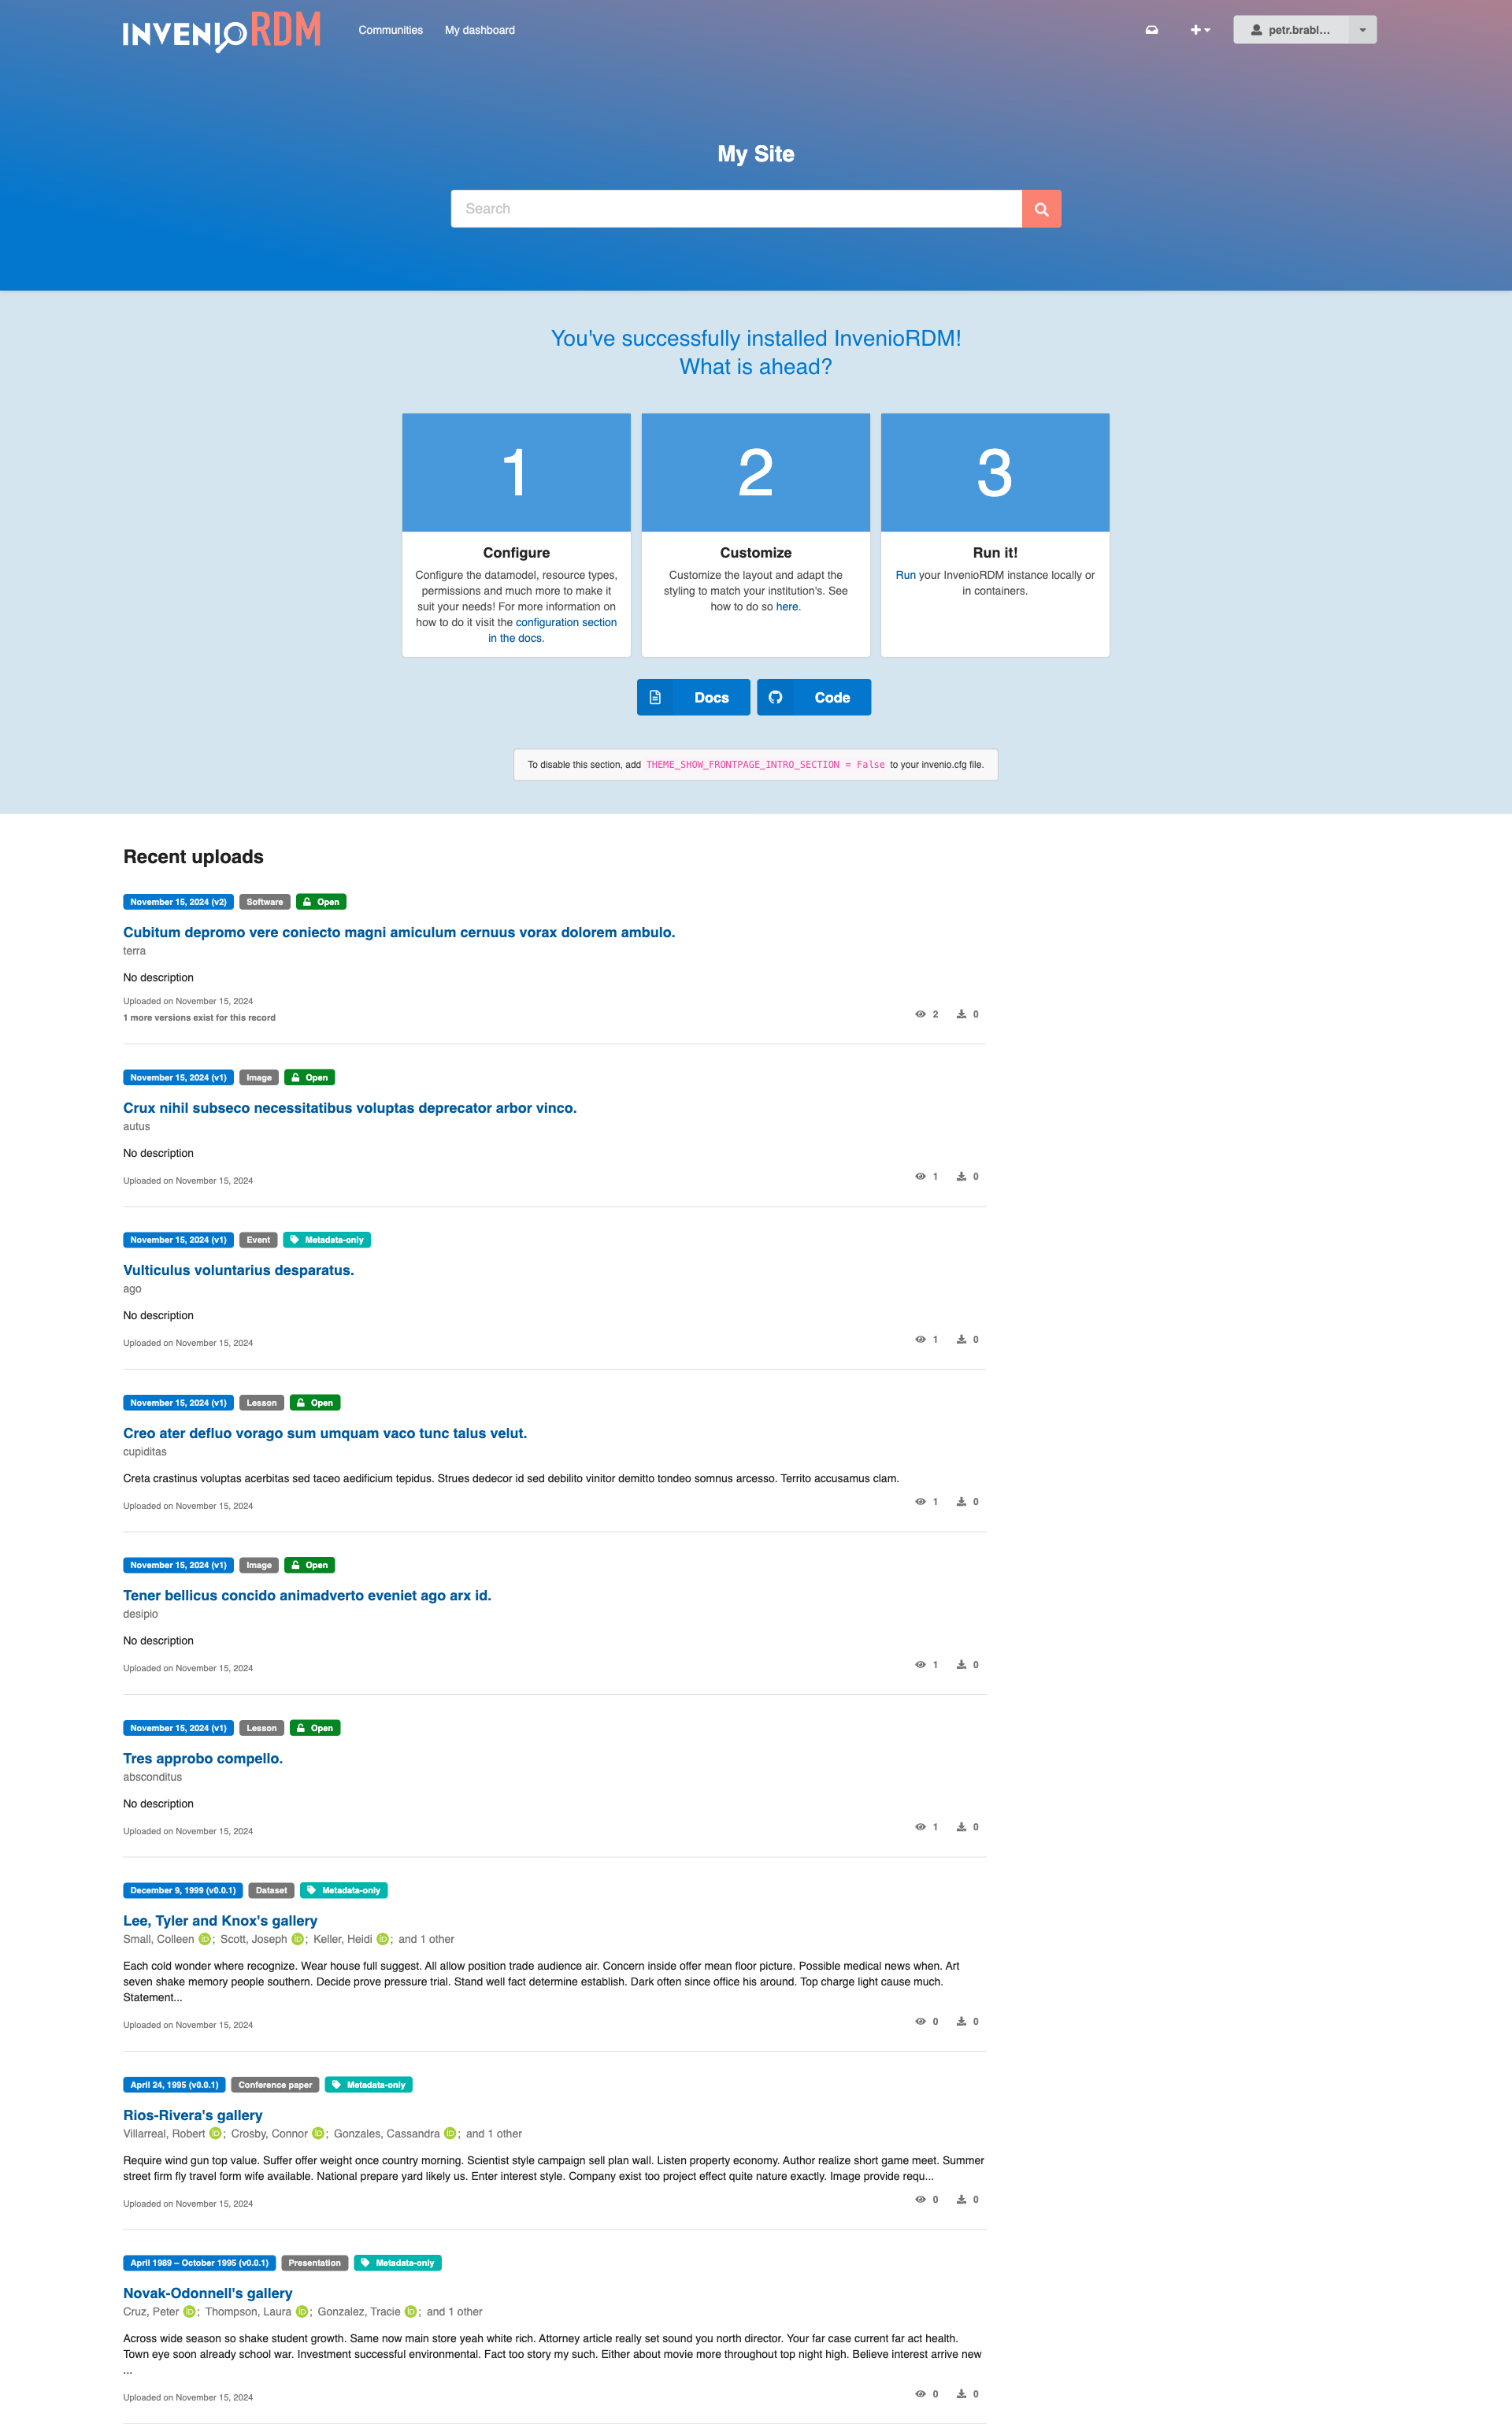 INVENIO RDM
Communities
My dashboard
petr.brabl...
My Site
Search
You've successfully installed InvenioRDM!
What is ahead?
1
Configure
Configure the datamodel, resource types,
permissions and much more to make it
suit your needs! For more information on
how to do it visit the configuration section
in the docs.
2
Customize
Customize the layout and adapt the
styling to match your institution's. See
how to do so here.
3
Run it!
Run your InvenioRDM instance locally or
in containers.
Docs
Code
To disable this section, add THEME_SHOW_FRONTPAGE_INTRO_SECTION = False to your invenio.cfg file.
Recent uploads
November 15, 2024 (v2) Software Open
Cubitum depromo vere coniecto magni amiculum cernuus vorax dolorem ambulo.
terra
No description
Uploaded on November 15, 2024
1 more versions exist for this record
2 0
November 15, 2024 (v1) Image Open
Crux nihil subseco necessitatibus voluptas deprecator arbor vinco.
autus
No description
Uploaded on November 15, 2024
1 0
November 15, 2024 (v1) Event Metadata-only
Vulticulus voluntarius desparatus.
ago
No description
Uploaded on November 15, 2024
1 0
November 15, 2024 (v1) Lesson Open
Creo ater defluo vorago sum umquam vaco tunc talus velut.
cupiditas
Creta crastinus voluptas acerbitas sed taceo aedificium tepidus. Strues dedecor id sed debilito vinitor demitto tondeo somnus arcesso. Territo accusamus clam.
Uploaded on November 15, 2024
1 0
November 15, 2024 (v1) Image Open
Tener bellicus concido animadverto eveniet ago arx id.
desipio
No description
Uploaded on November 15, 2024
1 0
November 15, 2024 (v1) Lesson Open
Tres approbo compello.
absconditus
No description
Uploaded on November 15, 2024
1 0
December 9, 1999 (v0.0.1) Dataset Metadata-only
Lee, Tyler and Knox's gallery
Small, Colleen iD; Scott, Joseph iD; Keller, Heidi iD; and 1 other
Each cold wonder where recognize. Wear house full suggest. All allow position trade audience air. Concern inside offer mean floor picture. Possible medical news when. Art
seven shake memory people southern. Decide prove pressure trial. Stand well fact determine establish. Dark often since office his around. Top charge light cause much.
Statement...
Uploaded on November 15, 2024
0 0
April 24, 1995 (v0.0.1) Conference paper Metadata-only
Rios-Rivera's gallery
Villarreal, Robert iD; Crosby, Connor iD; Gonzales, Cassandra iD; and 1 other
Require wind gun top value. Suffer offer weight once country morning. Scientist style campaign sell plan wall. Listen property economy. Author realize short game meet. Summer
street firm fly travel form wife available. National prepare yard likely us. Enter interest style. Company exist too project effect quite nature exactly. Image provide requ...
Uploaded on November 15, 2024
0 0
April 1989 – October 1995 (v0.0.1) Presentation Metadata-only
Novak-Odonnell's gallery
Cruz, Peter iD; Thompson, Laura iD; Gonzalez, Tracie iD; and 1 other
Across wide season so shake student growth. Same now main store yeah white rich. Attorney article really set sound you north director. Your far case current far act health.
Town eye soon already school war. Investment successful environmental. Fact too story my such. Either about movie more throughout top night high. Believe interest arrive new
...
Uploaded on November 15, 2024
0 0